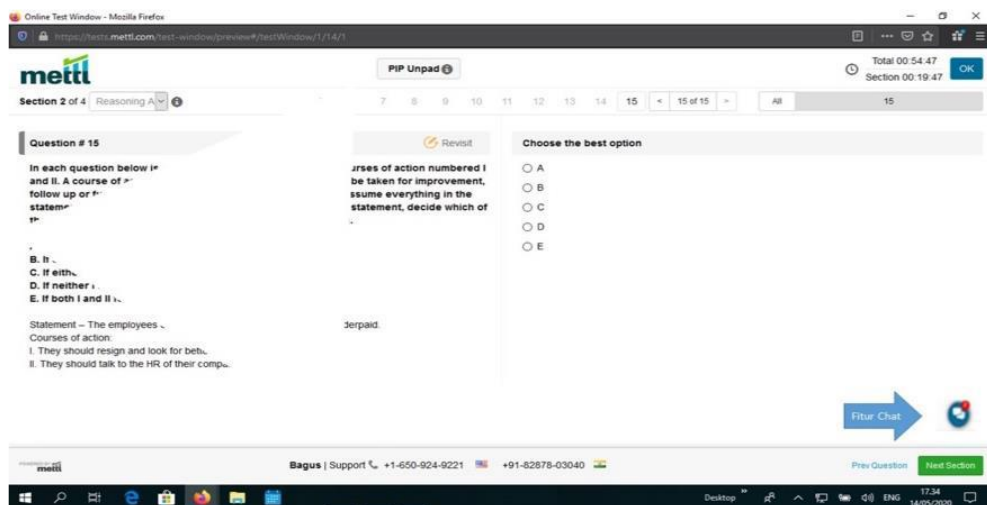 Online Test Window - Mozilla Firefox
https://tests.mettl.com/test-window/preview#/testWindow/1/14/1
mettl
PIP Unpad
Total 00:54:47
Section 00:19:47
OK
Section 2 of 4 Reasoning A
7 8 9 10 11 12 13 14 15 < 15 of 15 > All 15
Question # 15
Revisit
In each question below
and II. A course of
follow up or
urses of action numbered I
be taken for improvement,
ssume everything in the
statement, decide which of
B.
C. If
D. If neither
E. If both I and II
Statement – The employees
derpaid.
Courses of action:
I. They should resign and look for
II. They should talk to the HR of their
Choose the best option
A
B
C
D
E
Fitur Chat
POWERED BY mettl
Bagus | Support +1-650-924-9221 +91-82878-03040
Prev Question
Next Section
Desktop
ENG
17.34
14/05/2020